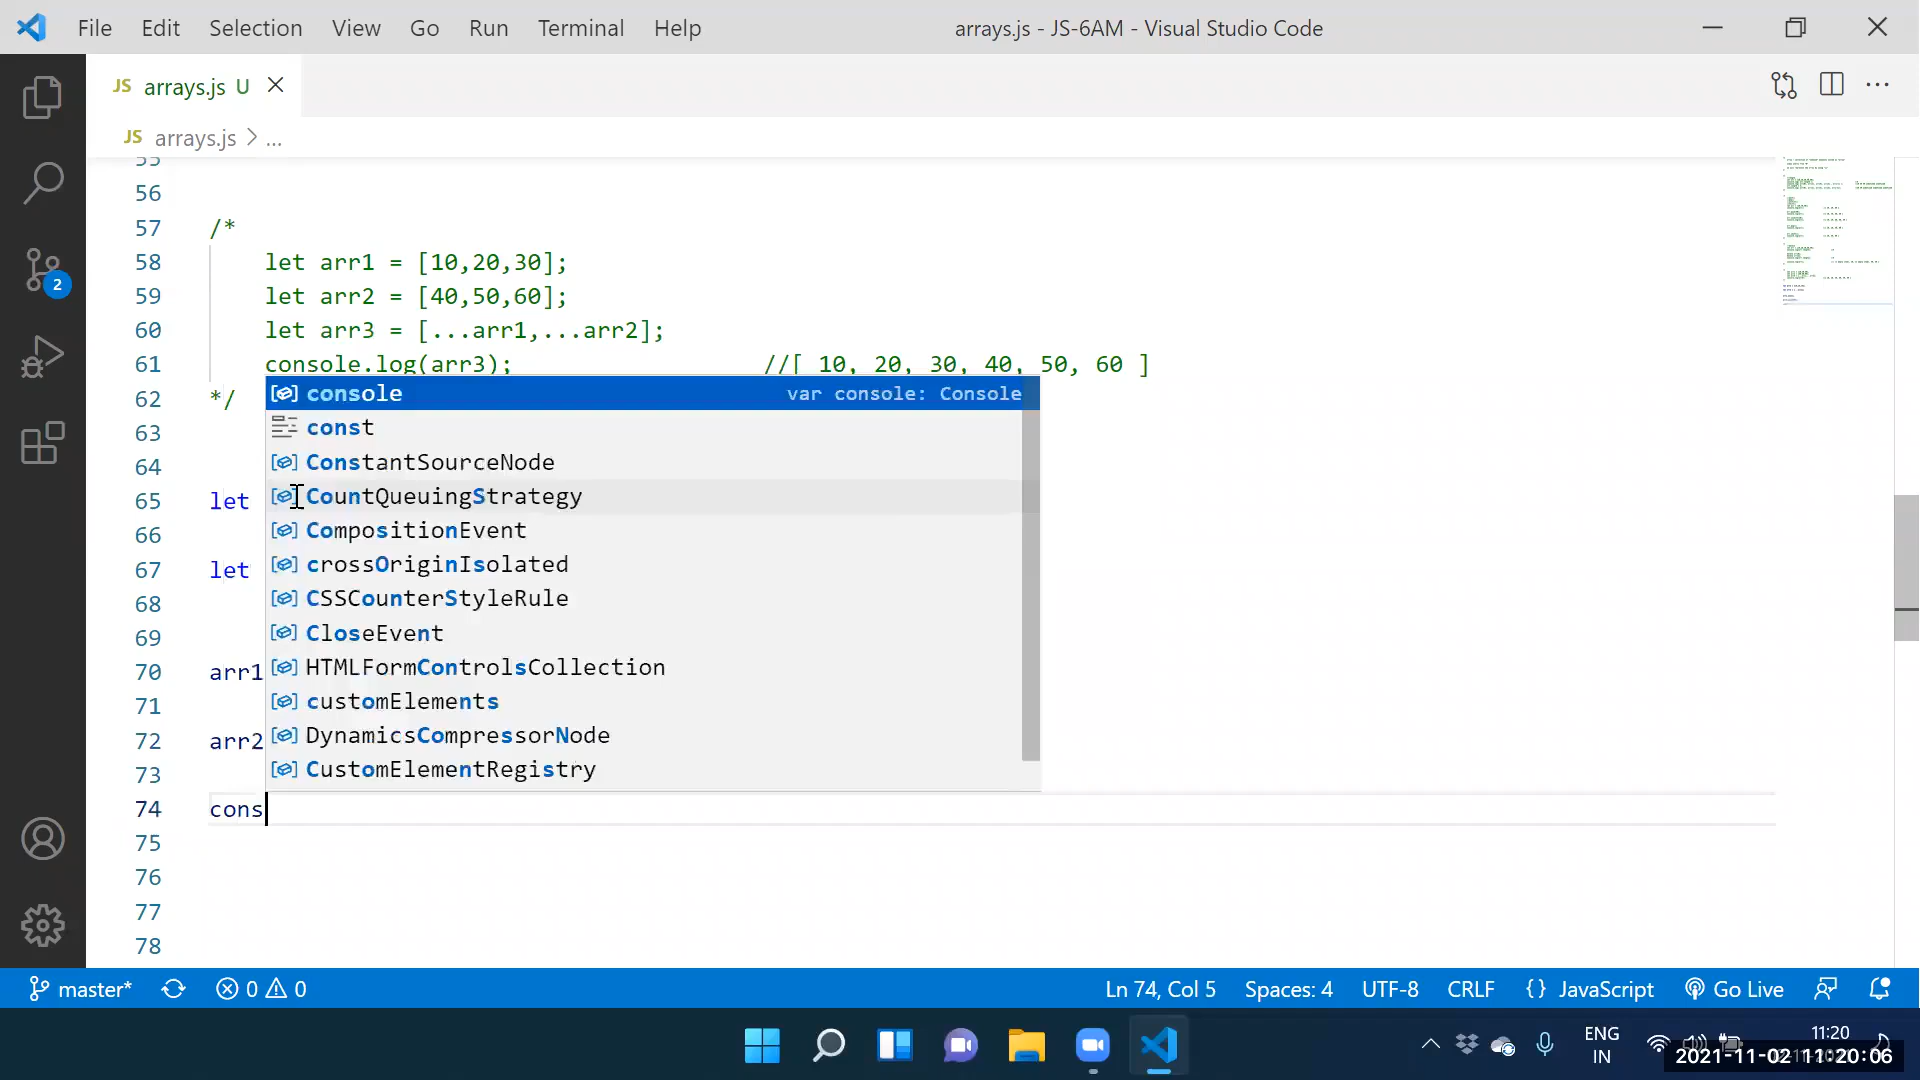 File Edit Selection View Go Run Terminal Help arrays.js - JS-6AM - Visual Studio Code
JS arrays.js U
JS arrays.js > ...
55
56
57 /*
58 let arr1 = [10,20,30];
59 let arr2 = [40,50,60];
60 let arr3 = [...arr1,...arr2];
61 console.log(arr3); //[ 10, 20, 30, 40, 50, 60 ]
62 */
console var console: Console
63
const
64
ConstantSourceNode
65 let
CountQueuingStrategy
66
CompositionEvent
67 let
crossOriginIsolated
68
CSSCounterStyleRule
69
CloseEvent
70 arr1
HTMLFormControlsCollection
71
customElements
72 arr2
DynamicsCompressorNode
73
CustomElementRegistry
74 cons
75
76
77
78
2
master* 0 0 Ln 74, Col 5 Spaces: 4 UTF-8 CRLF {} JavaScript Go Live
ENG
IN
11:20
2021-11-02 11:20:06